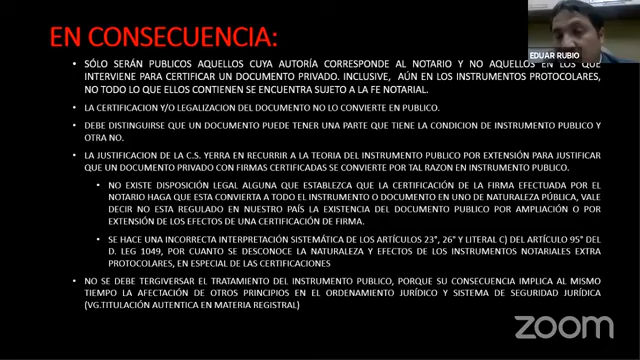 EN CONSECUENCIA:
EDUAR RUBIO
SÓLO SERÁN PUBLICOS AQUELLOS CUYA AUTORÍA CORRESPONDE AL NOTARIO Y NO AQUELLOS EN LOS QUE
INTERVIENE PARA CERTIFICAR UN DOCUMENTO PRIVADO. INCLUSIVE, AÚN EN LOS INSTRUMENTOS PROTOCOLARES,
NO TODO LO QUE ELLOS CONTIENEN SE ENCUENTRA SUJETO A LA FE NOTARIAL.
LA CERTIFICACION Y/O LEGALIZACION DEL DOCUMENTO NO LO CONVIERTE EN PUBLICO.
DEBE DISTINGUIRSE QUE UN DOCUMENTO PUEDE TENER UNA PARTE QUE TIENE LA CONDICION DE INSTRUMENTO PUBLICO Y
OTRA NO.
LA JUSTIFICACION DE LA C.S. YERRA EN RECURRIR A LA TEORIA DEL INSTRUMENTO PUBLICO POR EXTENSIÓN PARA JUSTIFICAR
QUE UN DOCUMENTO PRIVADO CON FIRMAS CERTIFICADAS SE CONVIERTE POR TAL RAZON EN INSTRUMENTO PUBLICO.
NO EXISTE DISPOSICIÓN LEGAL ALGUNA QUE ESTABLEZCA QUE LA CERTIFICACIÓN DE LA FIRMA EFECTUADA POR EL
NOTARIO HAGA QUE ESTA CONVIERTA A TODO EL INSTRUMENTO O DOCUMENTO EN UNO DE NATURALEZA PÚBLICA, VALE
DECIR NO ESTA REGULADO EN NUESTRO PAÍS LA EXISTENCIA DEL DOCUMENTO PUBLICO POR AMPLIACIÓN O POR
EXTENSIÓN DE LOS EFECTOS DE UNA CERTIFICACIÓN DE FIRMA.
SE HACE UNA INCORRECTA INTERPRETACIÓN SISTEMÁTICA DE LOS ARTÍCULOS 23°, 26° Y LITERAL C) DEL ARTÍCULO 95° DEL
D. LEG 1049, POR CUANTO SE DESCONOCE LA NATURALEZA Y EFECTOS DE LOS INSTRUMENTOS NOTARIALES EXTRA
PROTOCOLARES, EN ESPECIAL DE LAS CERTIFICACIONES
NO SE DEBE TERGIVERSAR EL TRATAMIENTO DEL INSTRUMENTO PUBLICO, PORQUE SU CONSECUENCIA IMPLICA AL MISMO
TIEMPO LA AFECTACIÓN DE OTROS PRINCIPIOS EN EL ORDENAMIENTO JURÍDICO Y SISTEMA DE SEGURIDAD JURÍDICA
(VG.TITULACIÓN AUTENTICA EN MATERIA REGISTRAL)
zoom